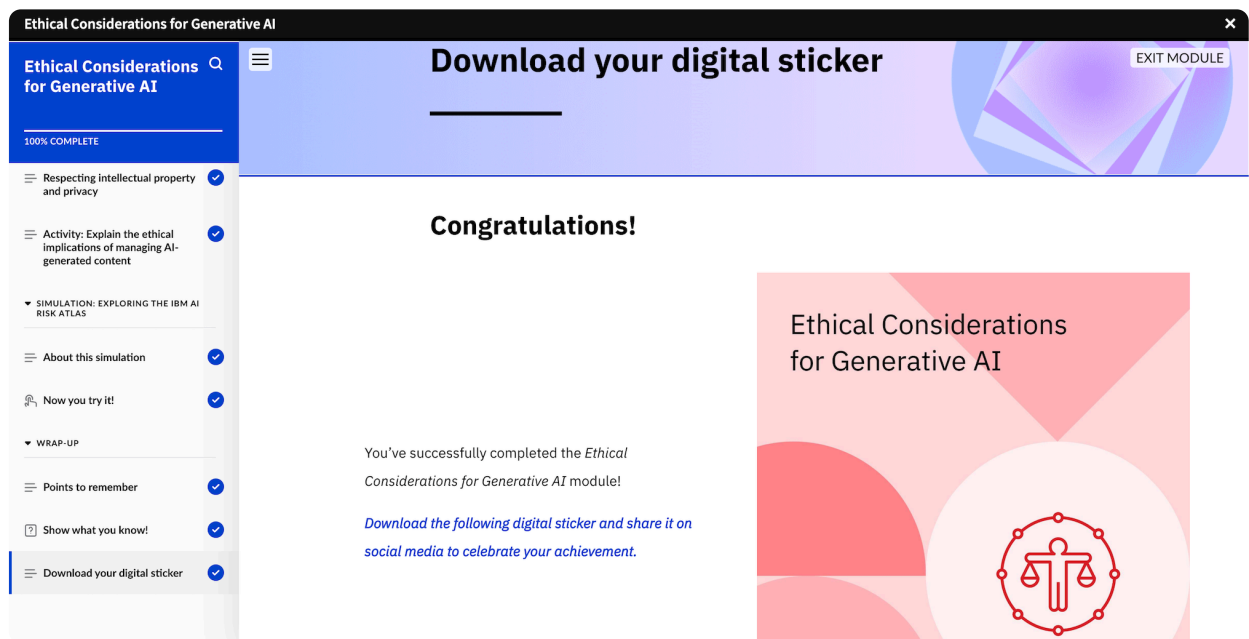 Ethical Considerations for Generative AI
Ethical Considerations
for Generative AI
100% COMPLETE
Respecting intellectual property
and privacy
Activity: Explain the ethical
implications of managing AI-
generated content
SIMULATION: EXPLORING THE IBM AI
RISK ATLAS
About this simulation
Now you try it!
WRAP-UP
Points to remember
Show what you know!
Download your digital sticker
Download your digital sticker
EXIT MODULE
Congratulations!
You’ve successfully completed the Ethical
Considerations for Generative AI module!
Download the following digital sticker and share it on
social media to celebrate your achievement.
Ethical Considerations
for Generative AI